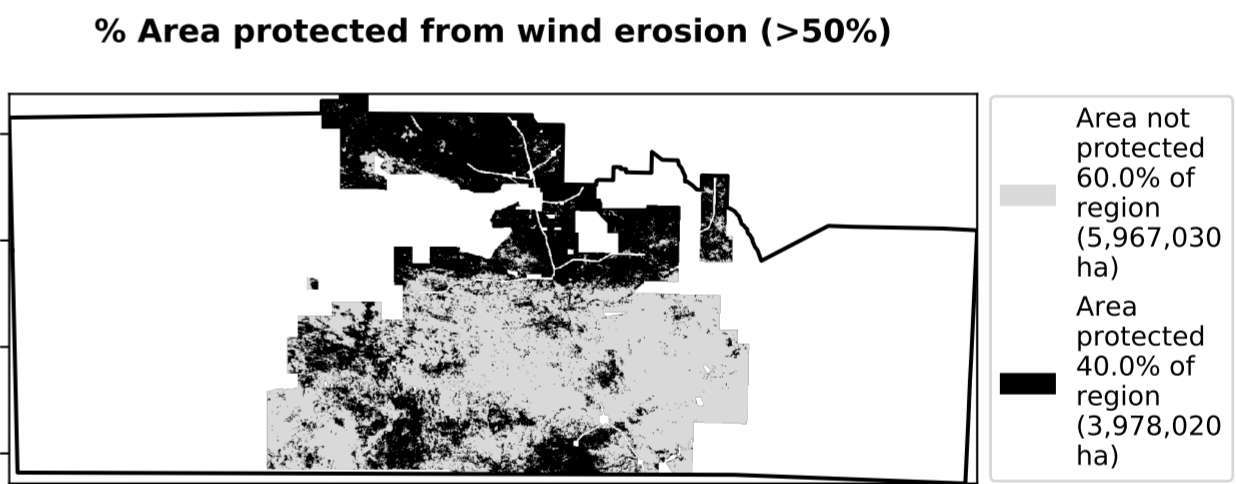 % Area protected from wind erosion (>50%)
Area not
protected
60.0% of
region
(5,967,030
ha)
Area
protected
40.0% of
region
(3,978,020
ha)